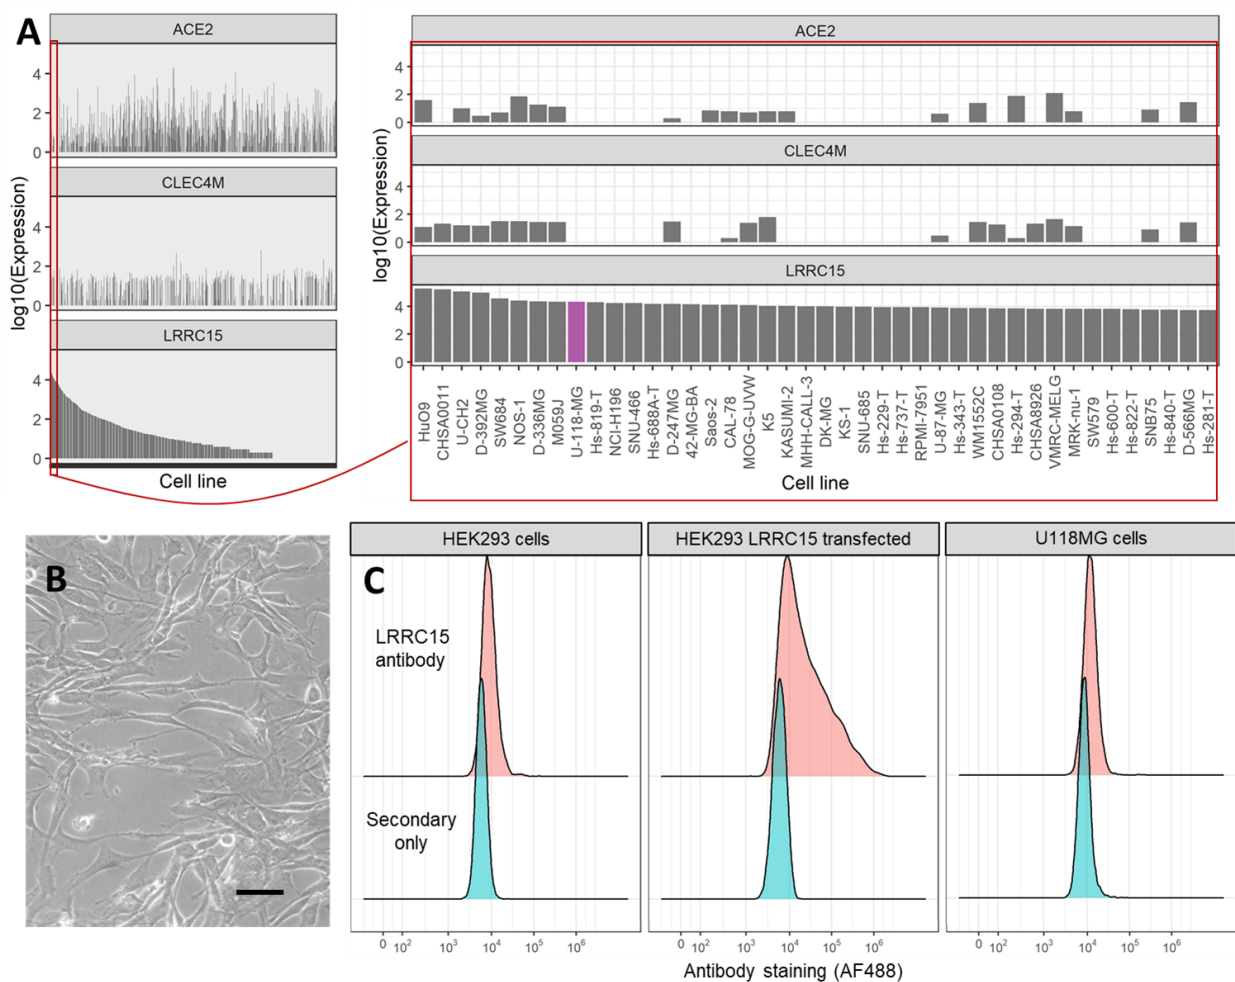 A
ACE2
4
2
0
CLEC4M
4
2
0
LRRC15
4
2
0
log10(Expression)
Cell line
ACE2
4
2
0
CLEC4M
4
2
0
LRRC15
4
2
0
log10(Expression)
HuO9
CHSA0011
U-CH2
D-392MG
SW684
NOS-1
D-336MG
M059J
U-118-MG
Hs-819-T
NCI-H196
SNU-466
Hs-688A-T
D-247MG
42-MG-BA
Saos-2
CAL-78
MOG-G-UVW
K5
KASUMI-2
MHH-CALL-3
DK-MG
KS-1
SNU-685
Hs-229-T
Hs-737-T
RPMI-7951
U-87-MG
Hs-343-T
WM1552C
CHSA0108
Hs-294-T
CHSA8926
VMRC-MELG
MRK-nu-1
SW579
Hs-600-T
Hs-822-T
SNB75
Hs-840-T
D-566MG
Hs-281-T
Cell line
B
C
HEK293 cells
HEK293 LRRC15 transfected
U118MG cells
LRRC15
antibody
Secondary
only
0 10² 10³ 10⁴ 10⁵ 10⁶
0 10² 10³ 10⁴ 10⁵ 10⁶
0 10² 10³ 10⁴ 10⁵ 10⁶
Antibody staining (AF488)